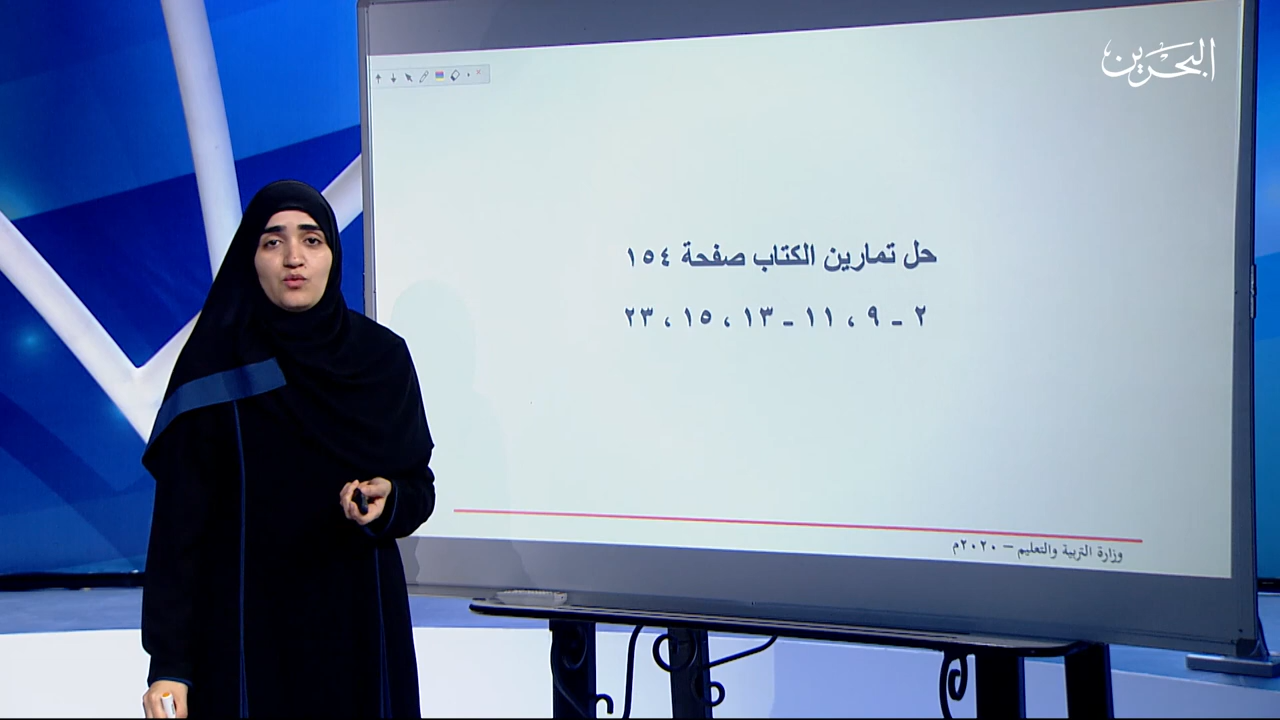 البحرين
حل تمارين الكتاب صفحة ١٥٤
٢ - ٩ ، ١١ - ١٣ ، ١٥ ، ٢٣
وزارة التربية والتعليم – ٢٠٢٠م